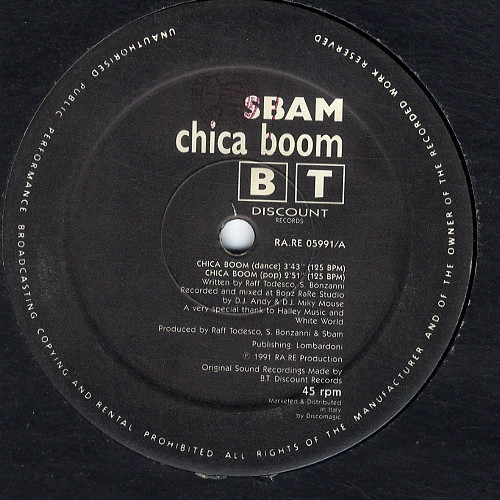 SBAM
chica boom
B T
DISCOUNT
RECORDS
RA.RE 05991/A
CHICA BOOM (dance) 3'43'' (125 BPM)
CHICA BOOM (pop) 2'51'' (125 BPM)
Written by Raff Todesco, S. Bonzanni
Recorded and mixed at Bonz RaRe Studio
by D.J. Andy & D.J. Miky Mouse
A very special thank to Halley Music and
White World
Produced by Raff Todesco, S. Bonzanni & Sbam
Publishing: Lombardoni
℗ 1991 RA.RE Production
Original Sound Recordings Made by
B.T. Discount Records
45 rpm
Marketed & Distributed
in Italy
by Discomagic
UNAUTHORISED PUBLIC PERFORMANCE BROADCASTING COPYING AND RENTAL PROHIBITED ALL RIGHTS OF THE MANUFACTURER AND OF THE OWNER OF THE RECORDED WORK RESERVED